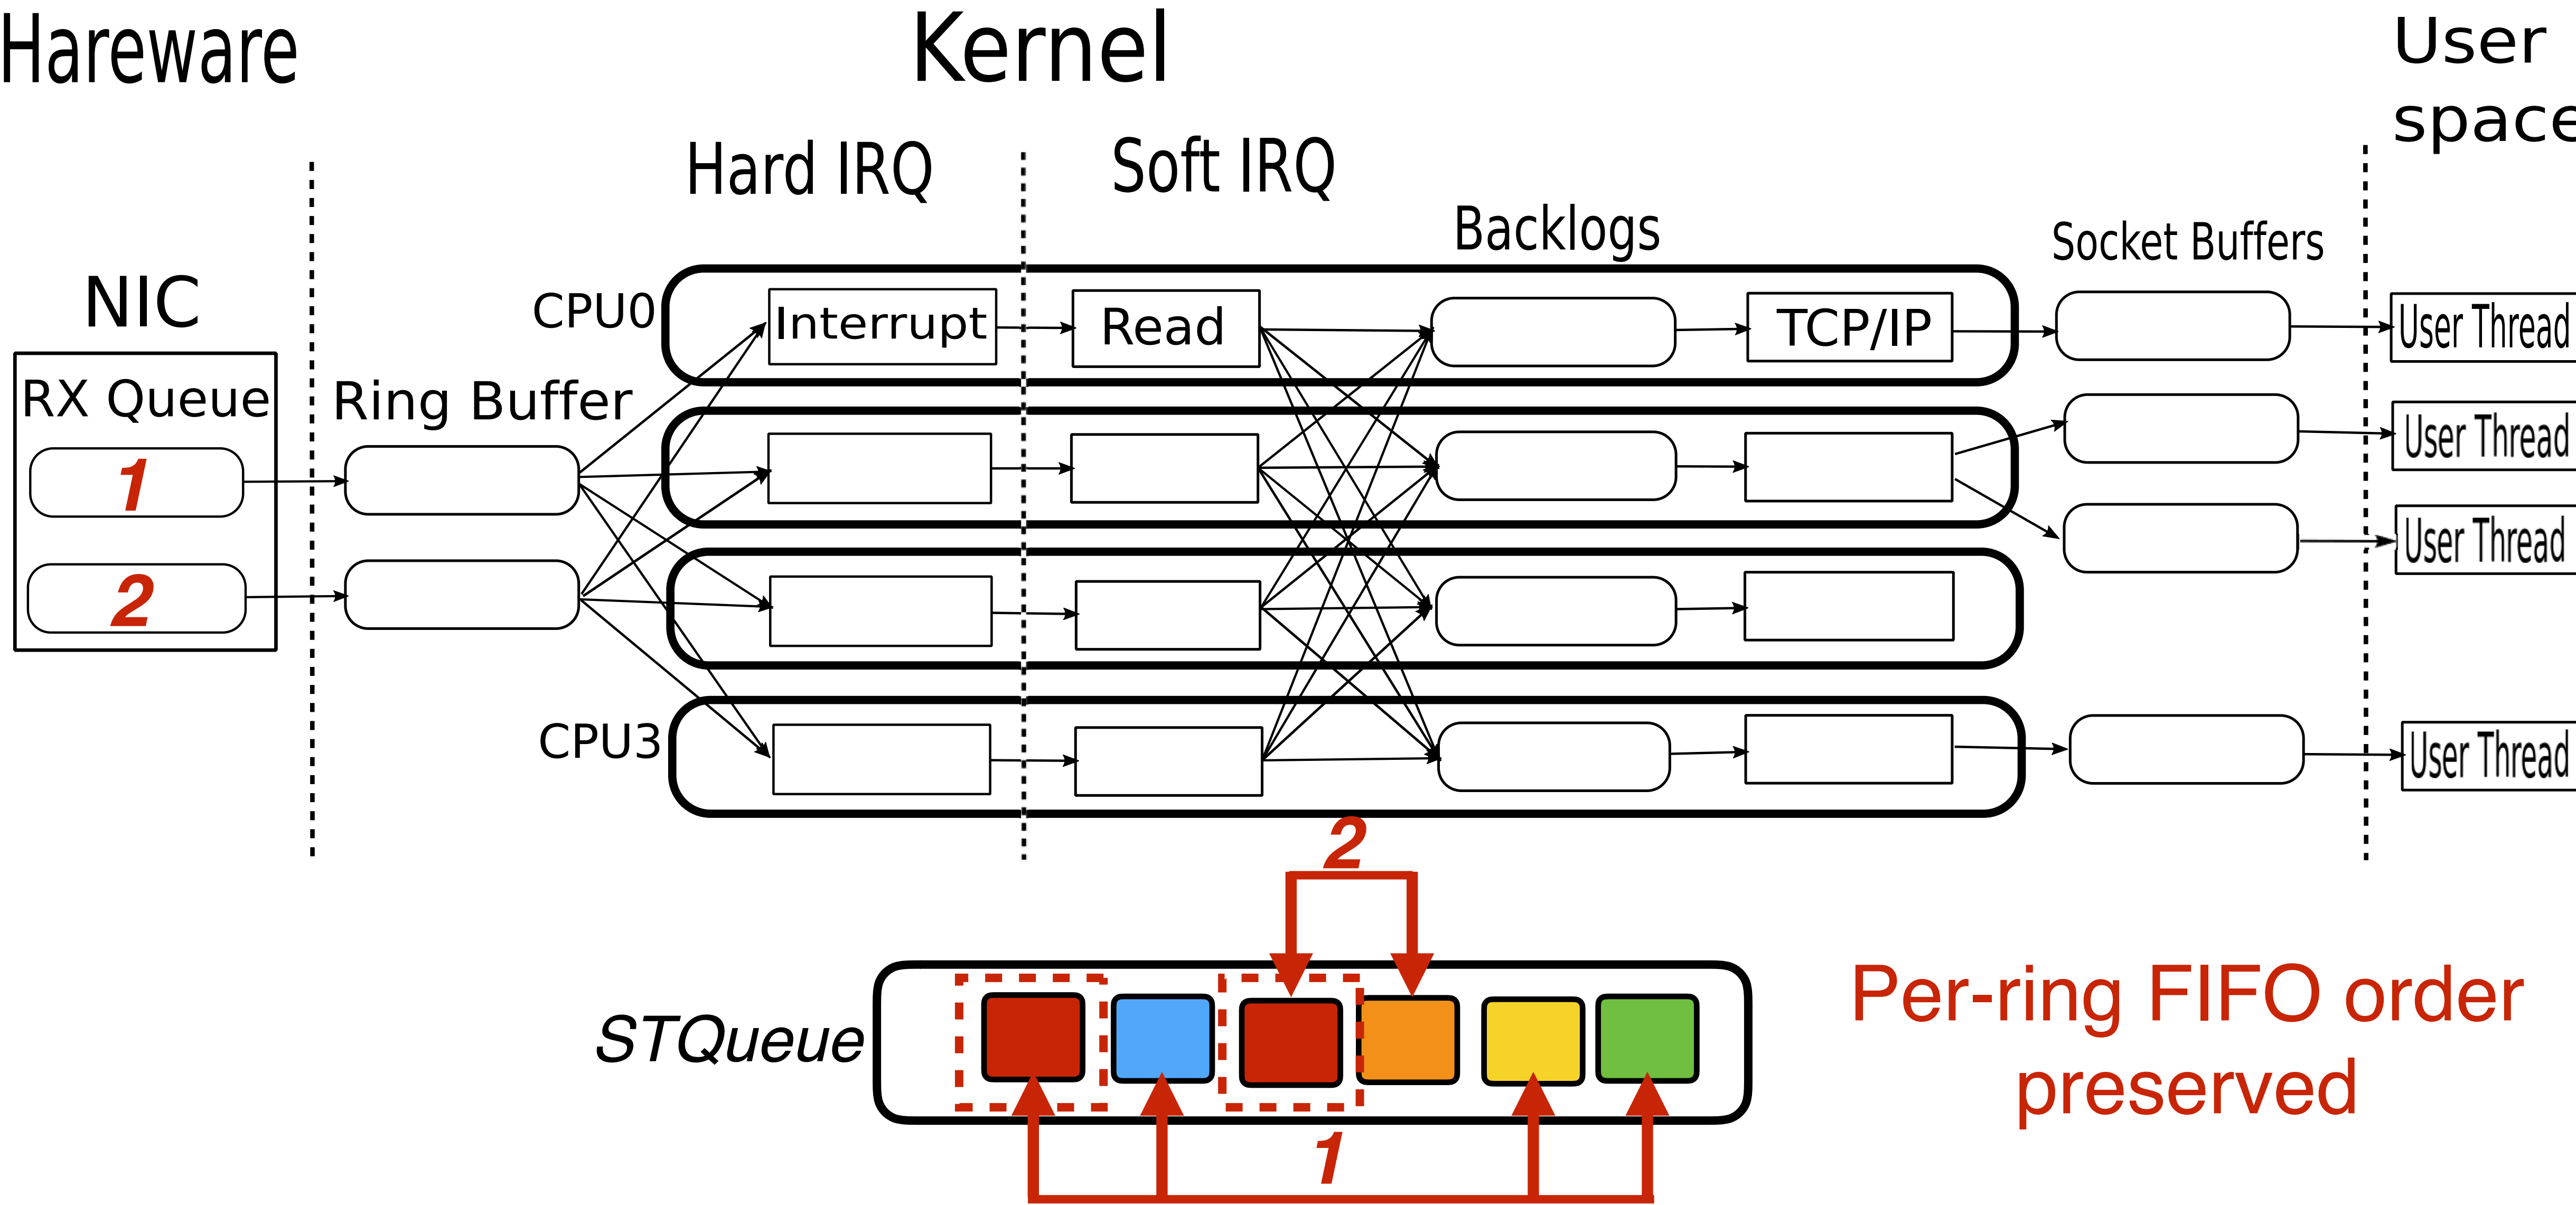 Hareware
Kernel
User
space
Hard IRQ
Soft IRQ
Backlogs
Socket Buffers
NIC
CPU0
Interrupt
Read
TCP/IP
User Thread
RX Queue
Ring Buffer
User Thread
1
User Thread
2
CPU3
User Thread
2
STQueue
Per-ring FIFO order
preserved
1